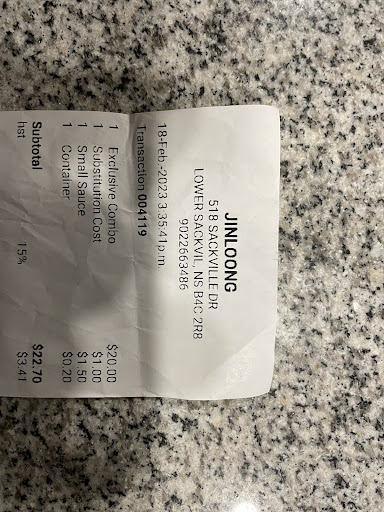 JINLOONG
518 SACKVILLE DR
LOWER SACKVIL, NS B4C 2R8
9022663486
18-Feb.-2023 3:35:41p.m.
Transaction 004119
1 Exclusive Combo $20.00
1 Substitution Cost $1.00
1 Small Sauce $1.50
1 Container $0.20
Subtotal $22.70
hst 15% $3.41